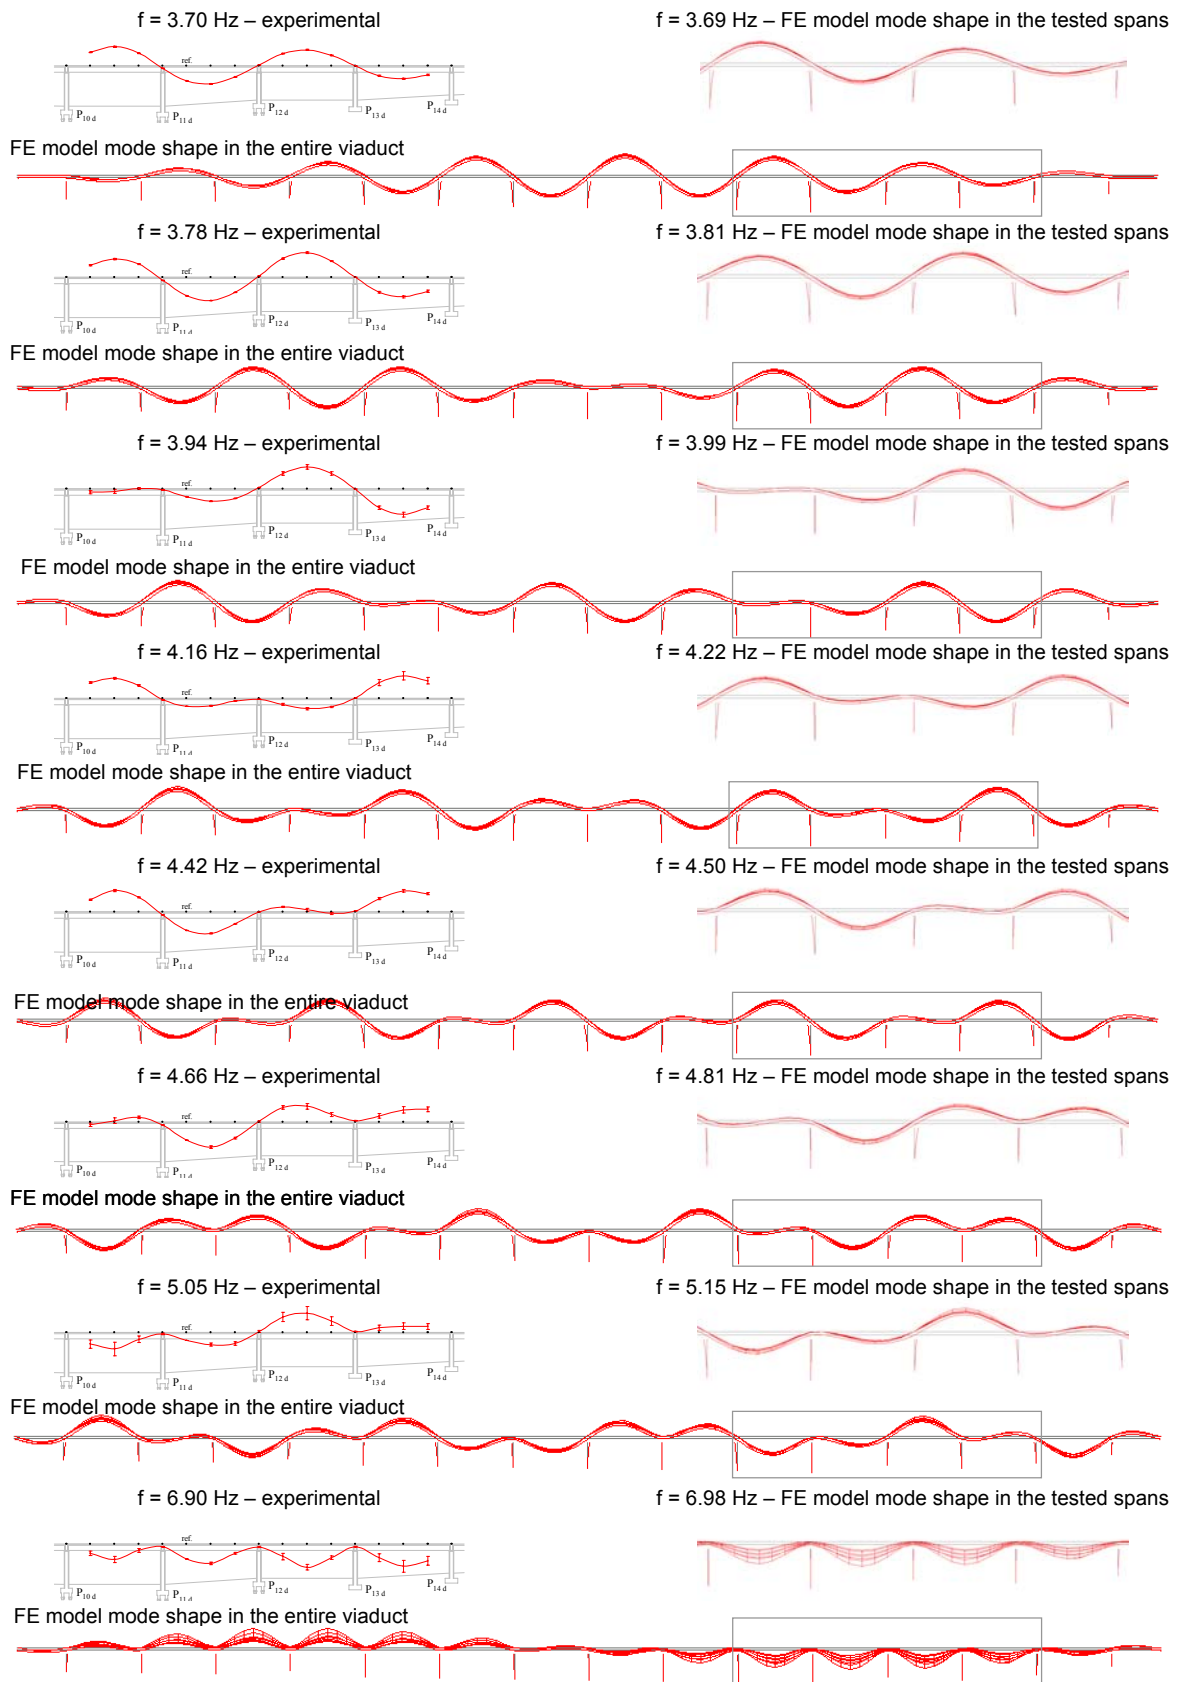 f = 3.70 Hz – experimental
f = 3.69 Hz – FE model mode shape in the tested spans
ref.
P10 d
P11 d
P12 d
P13 d
P14 d
FE model mode shape in the entire viaduct
f = 3.78 Hz – experimental
f = 3.81 Hz – FE model mode shape in the tested spans
ref.
P10 d
P11 d
P12 d
P13 d
P14 d
FE model mode shape in the entire viaduct
f = 3.94 Hz – experimental
f = 3.99 Hz – FE model mode shape in the tested spans
ref.
P10 d
P11 d
P12 d
P13 d
P14 d
FE model mode shape in the entire viaduct
f = 4.16 Hz – experimental
f = 4.22 Hz – FE model mode shape in the tested spans
ref.
P10 d
P11 d
P12 d
P13 d
P14 d
FE model mode shape in the entire viaduct
f = 4.42 Hz – experimental
f = 4.50 Hz – FE model mode shape in the tested spans
ref.
P10 d
P11 d
P12 d
P13 d
P14 d
FE model mode shape in the entire viaduct
f = 4.66 Hz – experimental
f = 4.81 Hz – FE model mode shape in the tested spans
ref.
P10 d
P11 d
P12 d
P13 d
P14 d
FE model mode shape in the entire viaduct
f = 5.05 Hz – experimental
f = 5.15 Hz – FE model mode shape in the tested spans
ref.
P10 d
P11 d
P12 d
P13 d
P14 d
FE model mode shape in the entire viaduct
f = 6.90 Hz – experimental
f = 6.98 Hz – FE model mode shape in the tested spans
ref.
P10 d
P11 d
P12 d
P13 d
P14 d
FE model mode shape in the entire viaduct